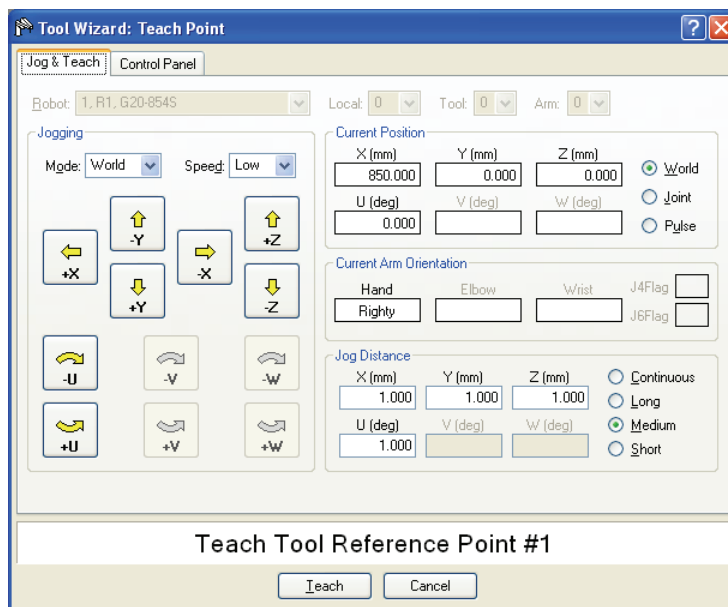 Tool Wizard: Teach Point
Jog & Teach Control Panel
Robot: 1, R1, G20-854S Local: 0 Tool: 0 Arm: 0
Jogging
Mode: World Speed: Low
+X
-Y
+Y
-X
+Z
-Z
-U -V -W
+U +V +W
Current Position
X (mm) Y (mm) Z (mm)
850.000 0.000 0.000
U (deg) V (deg) W (deg)
0.000
World
Joint
Pulse
Current Arm Orientation
Hand Elbow Wrist
Righty
J4Flag
J6Flag
Jog Distance
X (mm) Y (mm) Z (mm)
1.000 1.000 1.000
U (deg) V (deg) W (deg)
1.000
Continuous
Long
Medium
Short
Teach Tool Reference Point #1
Teach Cancel